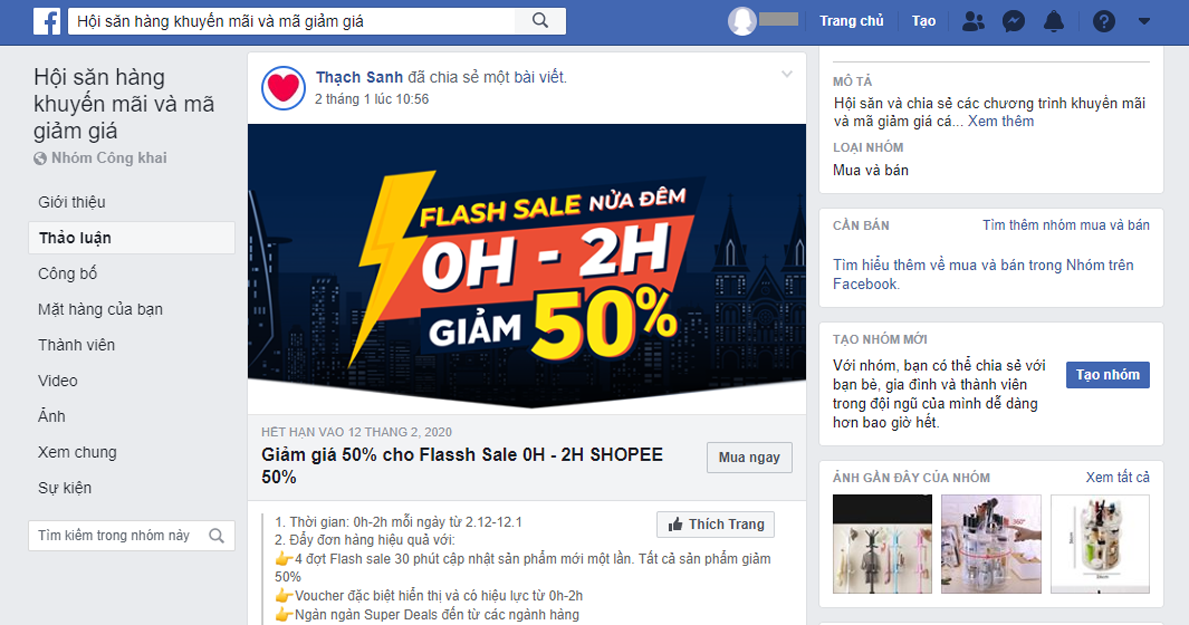 Hội săn hàng khuyến mãi và mã giảm giá
Trang chủ
Tạo
Hội săn hàng
khuyến mãi và mã
giảm giá
Nhóm Công khai
Giới thiệu
Thảo luận
Công bố
Mặt hàng của bạn
Thành viên
Video
Ảnh
Xem chung
Sự kiện
Tìm kiếm trong nhóm này
Thạch Sanh đã chia sẻ một bài viết.
2 tháng 1 lúc 10:56
FLASH SALE NỬA ĐÊM
0H - 2H
GIẢM 50%
HẾT HẠN VÀO 12 THÁNG 2, 2020
Giảm giá 50% cho Flassh Sale 0H - 2H SHOPEE
50%
Mua ngay
1. Thời gian: 0h-2h mỗi ngày từ 2.12-12.1
Thích Trang
2. Đẩy đơn hàng hiệu quả với:
👉4 đợt Flash sale 30 phút cập nhật sản phẩm mới một lần. Tất cả sản phẩm giảm
50%
👉Voucher đặc biệt hiển thị và có hiệu lực từ 0h-2h
👉Ngàn ngàn Super Deals đến từ các ngành hàng
MÔ TẢ
Hội săn và chia sẻ các chương trình khuyến mãi
và mã giảm giá cá... Xem thêm
LOẠI NHÓM
Mua và bán
CẦN BÁN
Tìm thêm nhóm mua và bán
Tìm hiểu thêm về mua và bán trong Nhóm trên
Facebook.
TẠO NHÓM MỚI
Với nhóm, bạn có thể chia sẻ với
bạn bè, gia đình và thành viên
trong đội ngũ của mình dễ dàng
hơn bao giờ hết.
Tạo nhóm
ẢNH GẦN ĐÂY CỦA NHÓM
Xem tất cả
360°